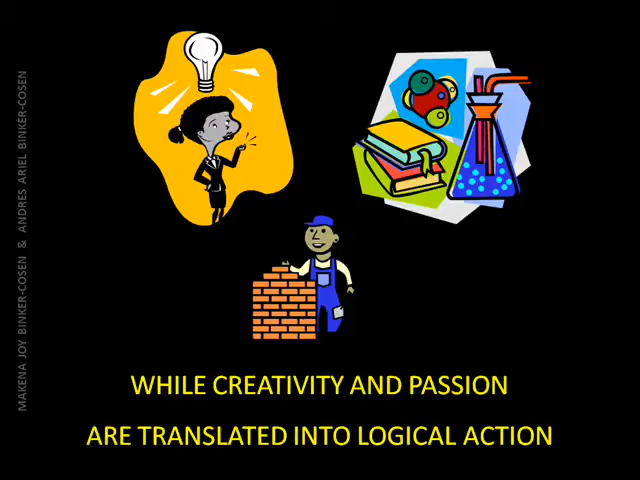 MAKENA JOY BINKER-COSEN & ANDRES ARIEL BINKER-COSEN
WHILE CREATIVITY AND PASSION
ARE TRANSLATED INTO LOGICAL ACTION